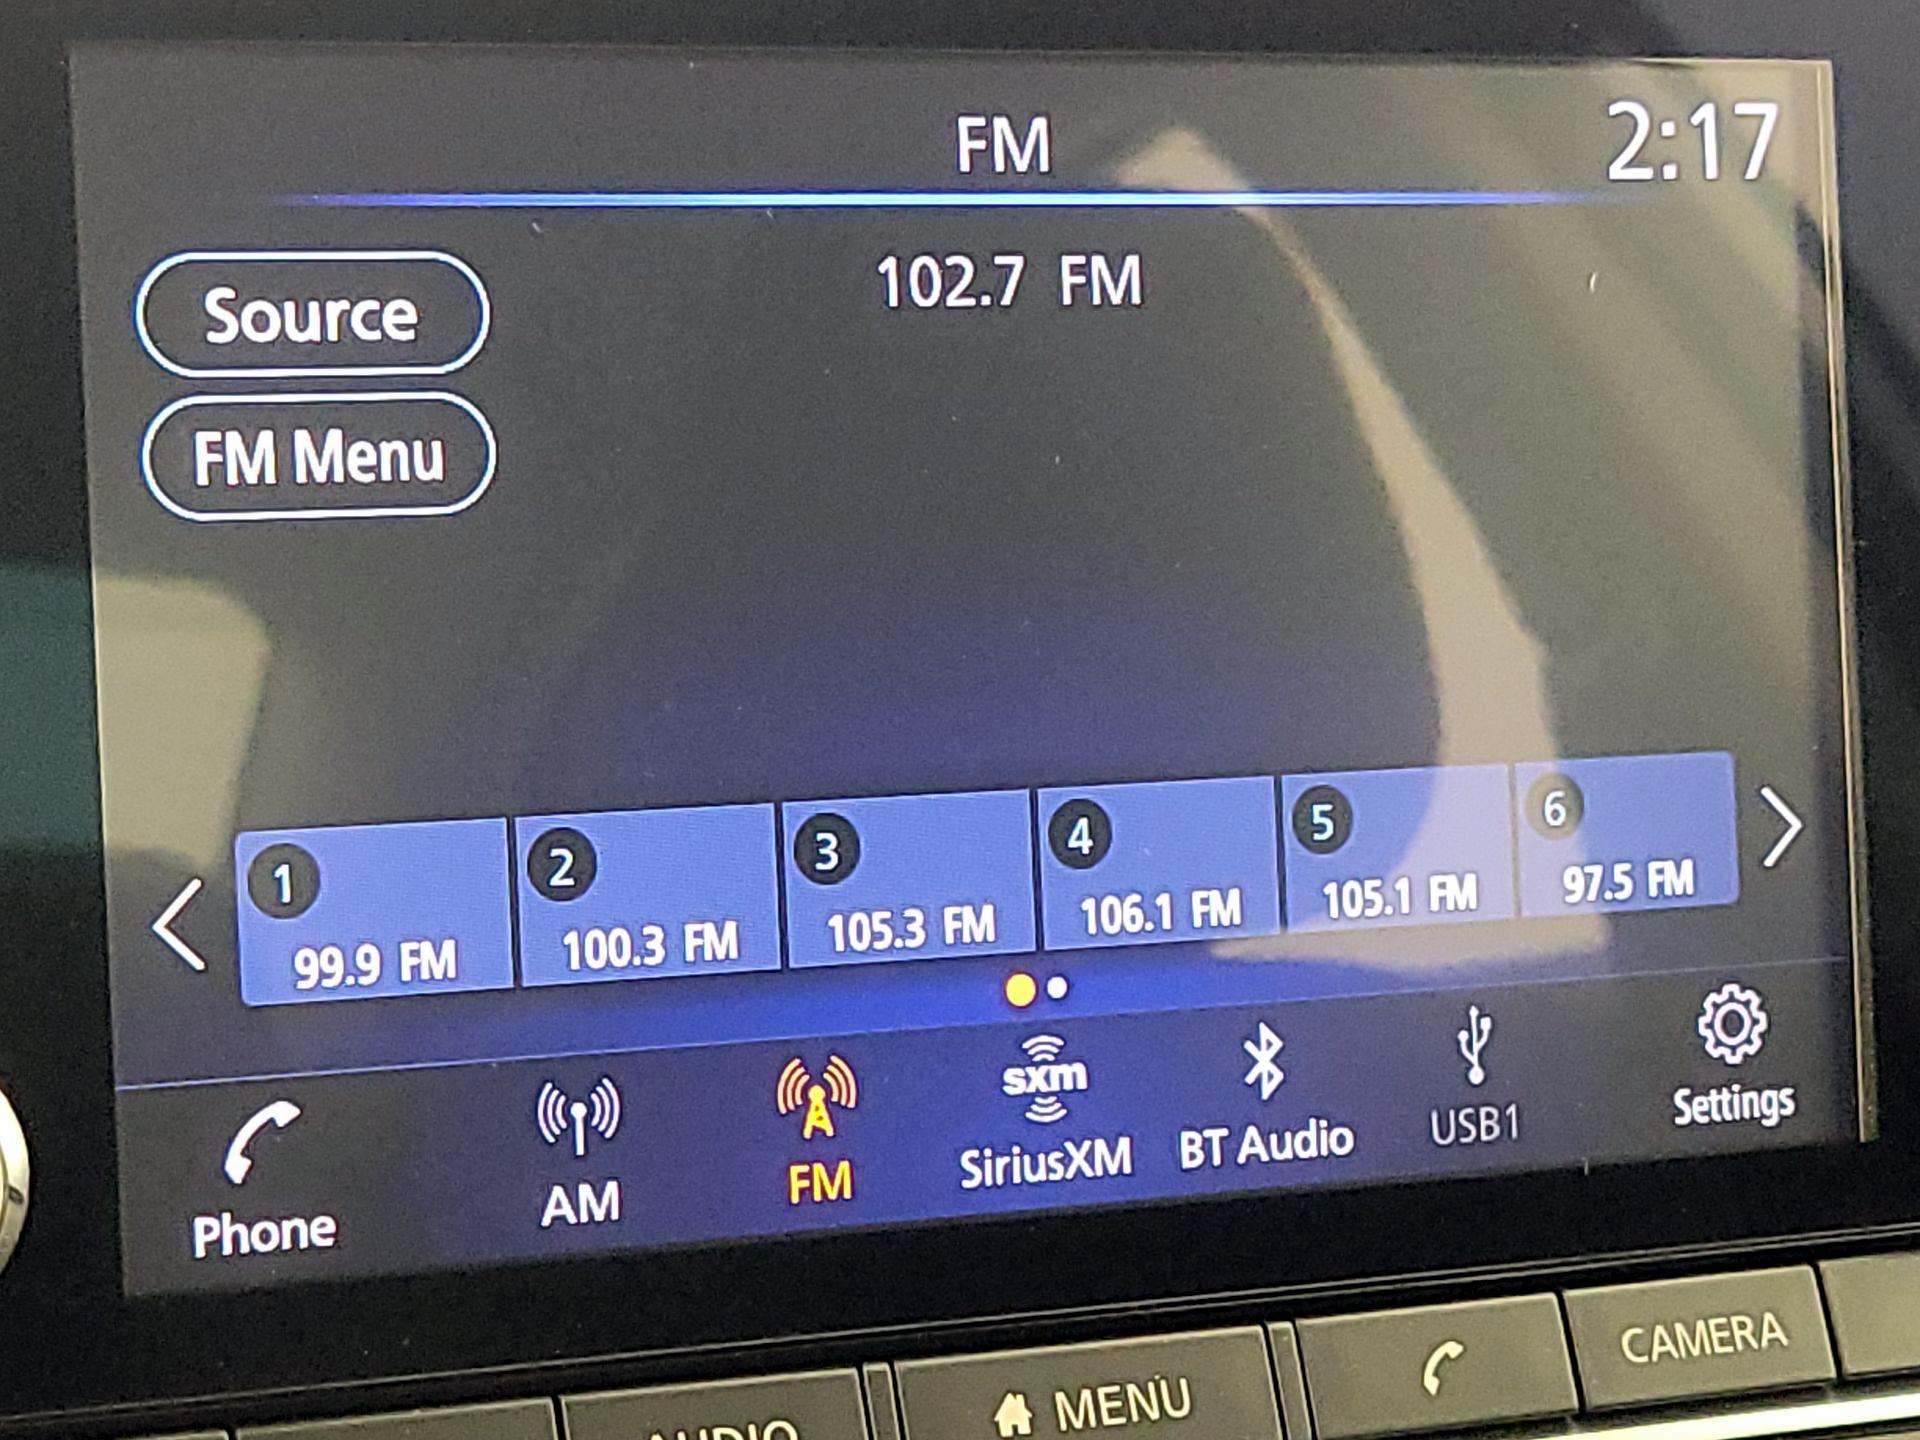 FM
2:17
102.7 FM
Source
FM Menu
1
2
3
4
5
6
99.9 FM
100.3 FM
105.3 FM
106.1 FM
105.1 FM
97.5 FM
sxm
Phone
AM
FM
SiriusXM
BT Audio
USB1
Settings
AUDIO
MENU
CAMERA